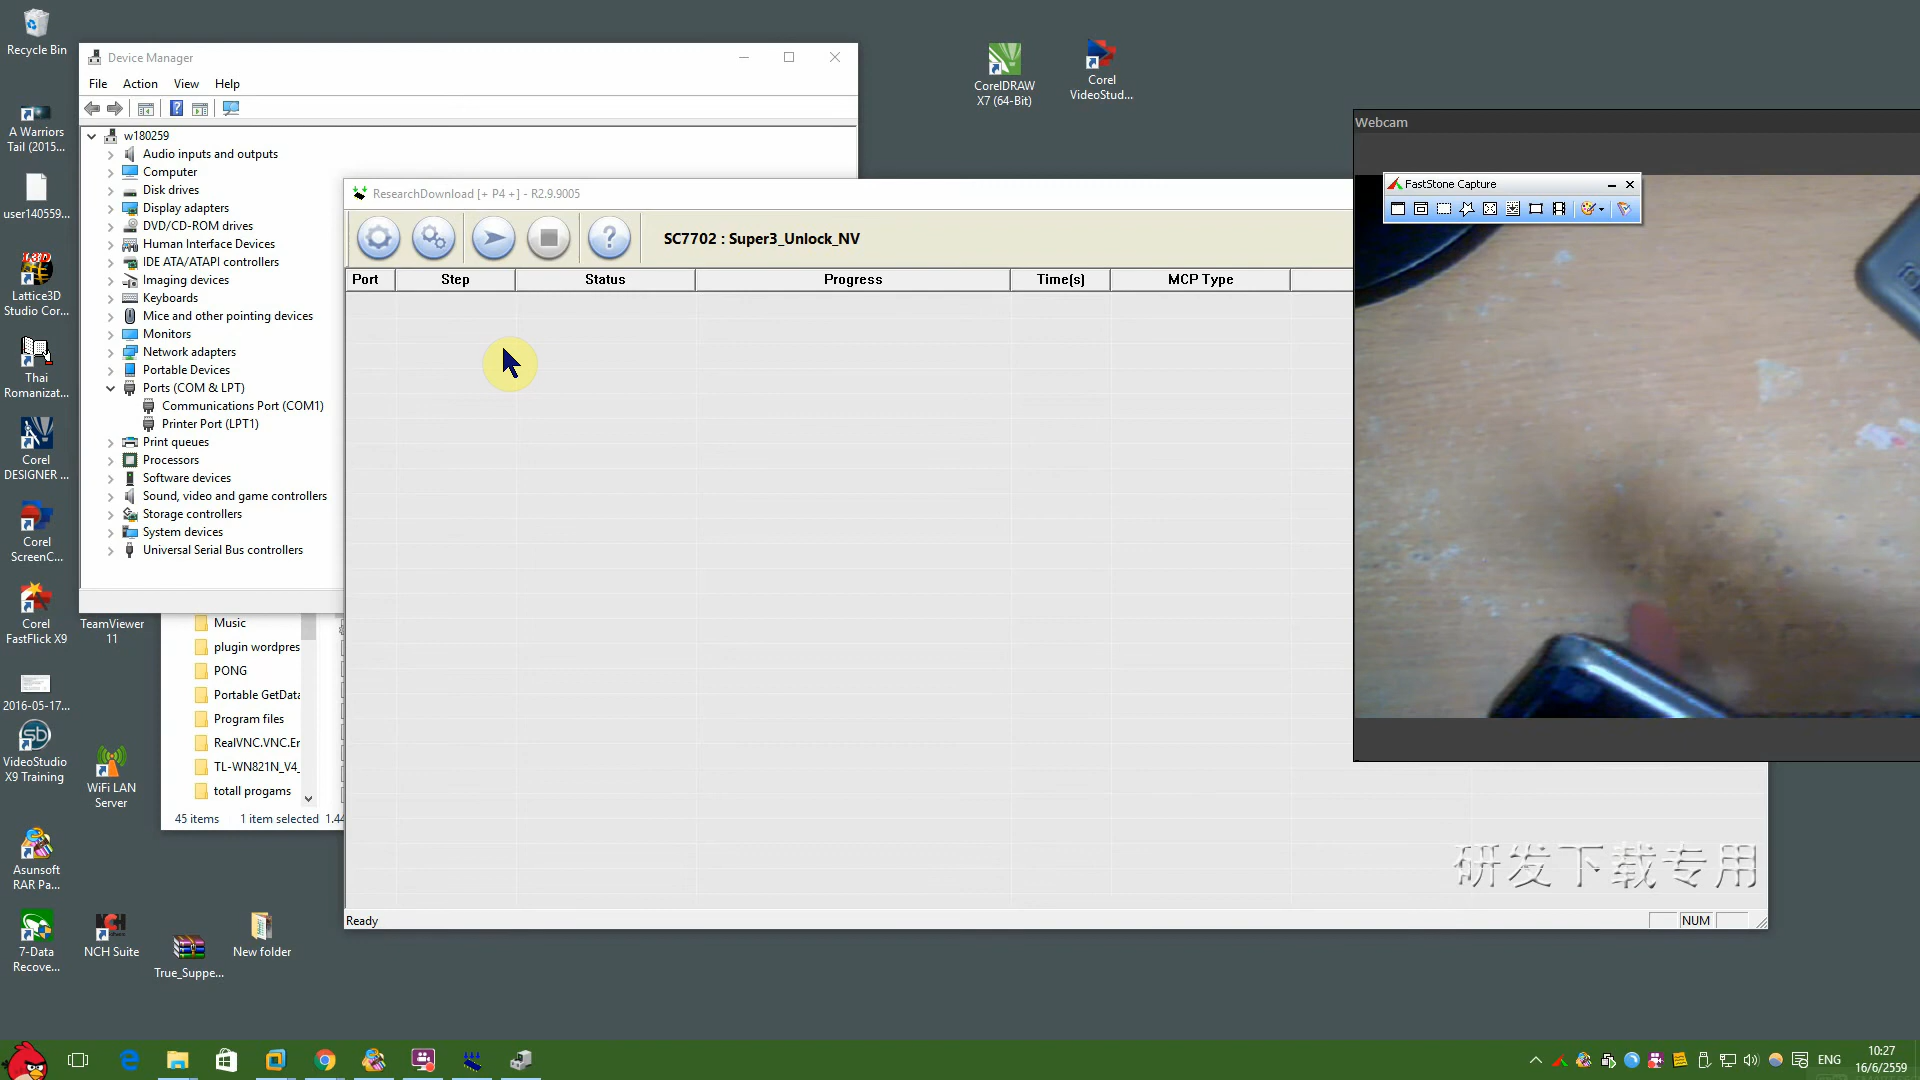 Recycle Bin
A Warriors
Tail (2015...
user140559...
Lattice3D
Studio Cor...
Thai
Romanizat...
Corel
DESIGNER ...
Corel
ScreenC...
Corel
FastFlick X9
TeamViewer
11
2016-05-17...
VideoStudio
X9 Training
WiFi LAN
Server
Asunsoft
RAR Pa...
7-Data
Recove...
NCH Suite
True_Suppe...
New folder
CorelDRAW
X7 (64-Bit)
Corel
VideoStud...
Device Manager
File Action View Help
w180259
Audio inputs and outputs
Computer
Disk drives
Display adapters
DVD/CD-ROM drives
Human Interface Devices
IDE ATA/ATAPI controllers
Imaging devices
Keyboards
Mice and other pointing devices
Monitors
Network adapters
Portable Devices
Ports (COM & LPT)
Communications Port (COM1)
Printer Port (LPT1)
Print queues
Processors
Software devices
Sound, video and game controllers
Storage controllers
System devices
Universal Serial Bus controllers
Music
plugin wordpres
PONG
Portable GetData
Program files
RealVNC.VNC.Er
TL-WN821N_V4_
totall progams
45 items 1 item selected 1.44
ResearchDownload [+ P4 +] - R2.9.9005
SC7702 : Super3_Unlock_NV
Port Step Status Progress Time(s) MCP Type
研发下载专用
Ready
NUM
Webcam
FastStone Capture
ENG
10:27
16/6/2559